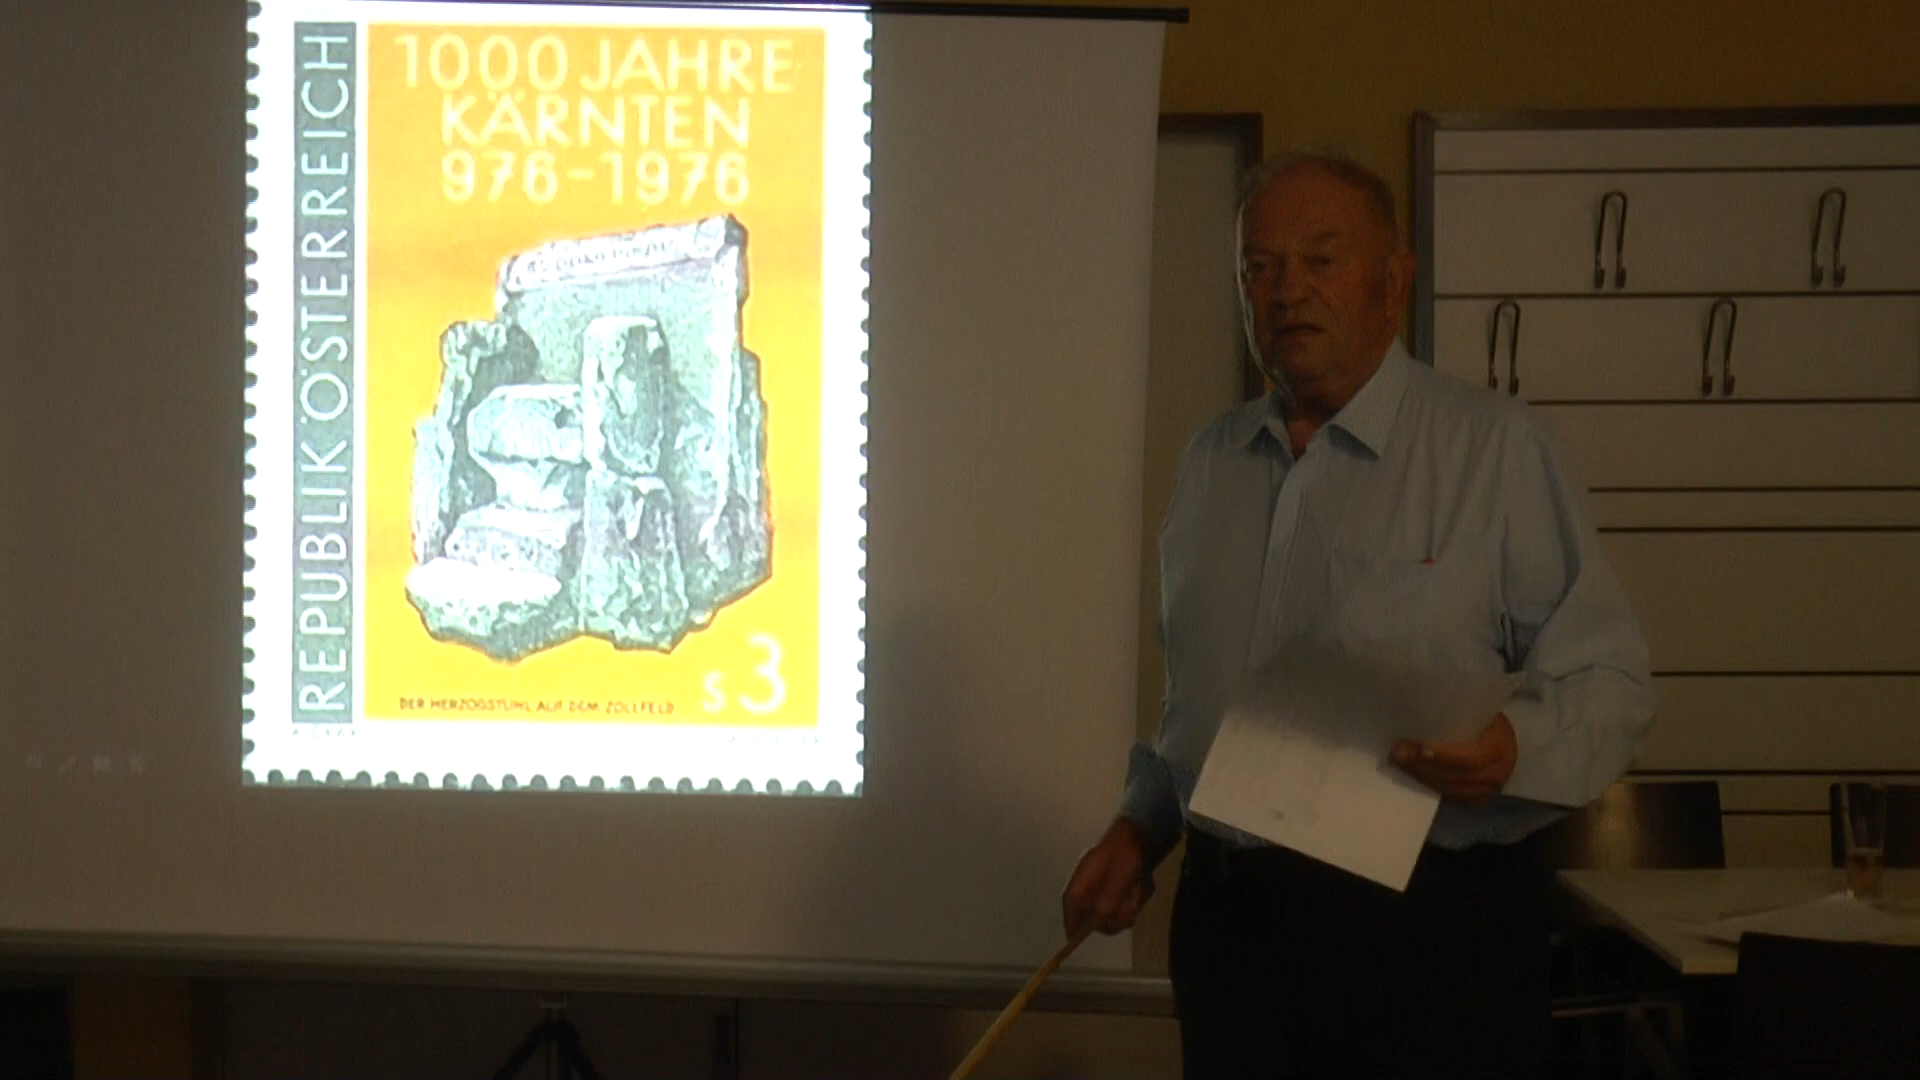 REPUBLIK ÖSTERREICH
1000 JAHRE
KÄRNTEN
976-1976
S 3
DER HERZOGSTUHL AUF DEM ZOLLFELD